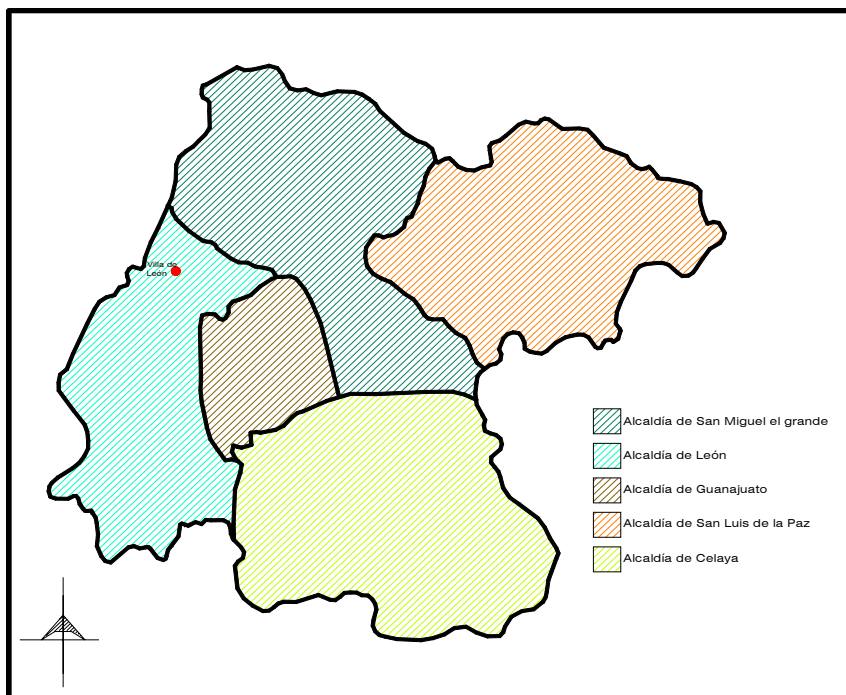 Villa de
León
Alcaldía de San Miguel el grande
Alcaldía de León
Alcaldía de Guanajuato
Alcaldía de San Luis de la Paz
Alcaldía de Celaya